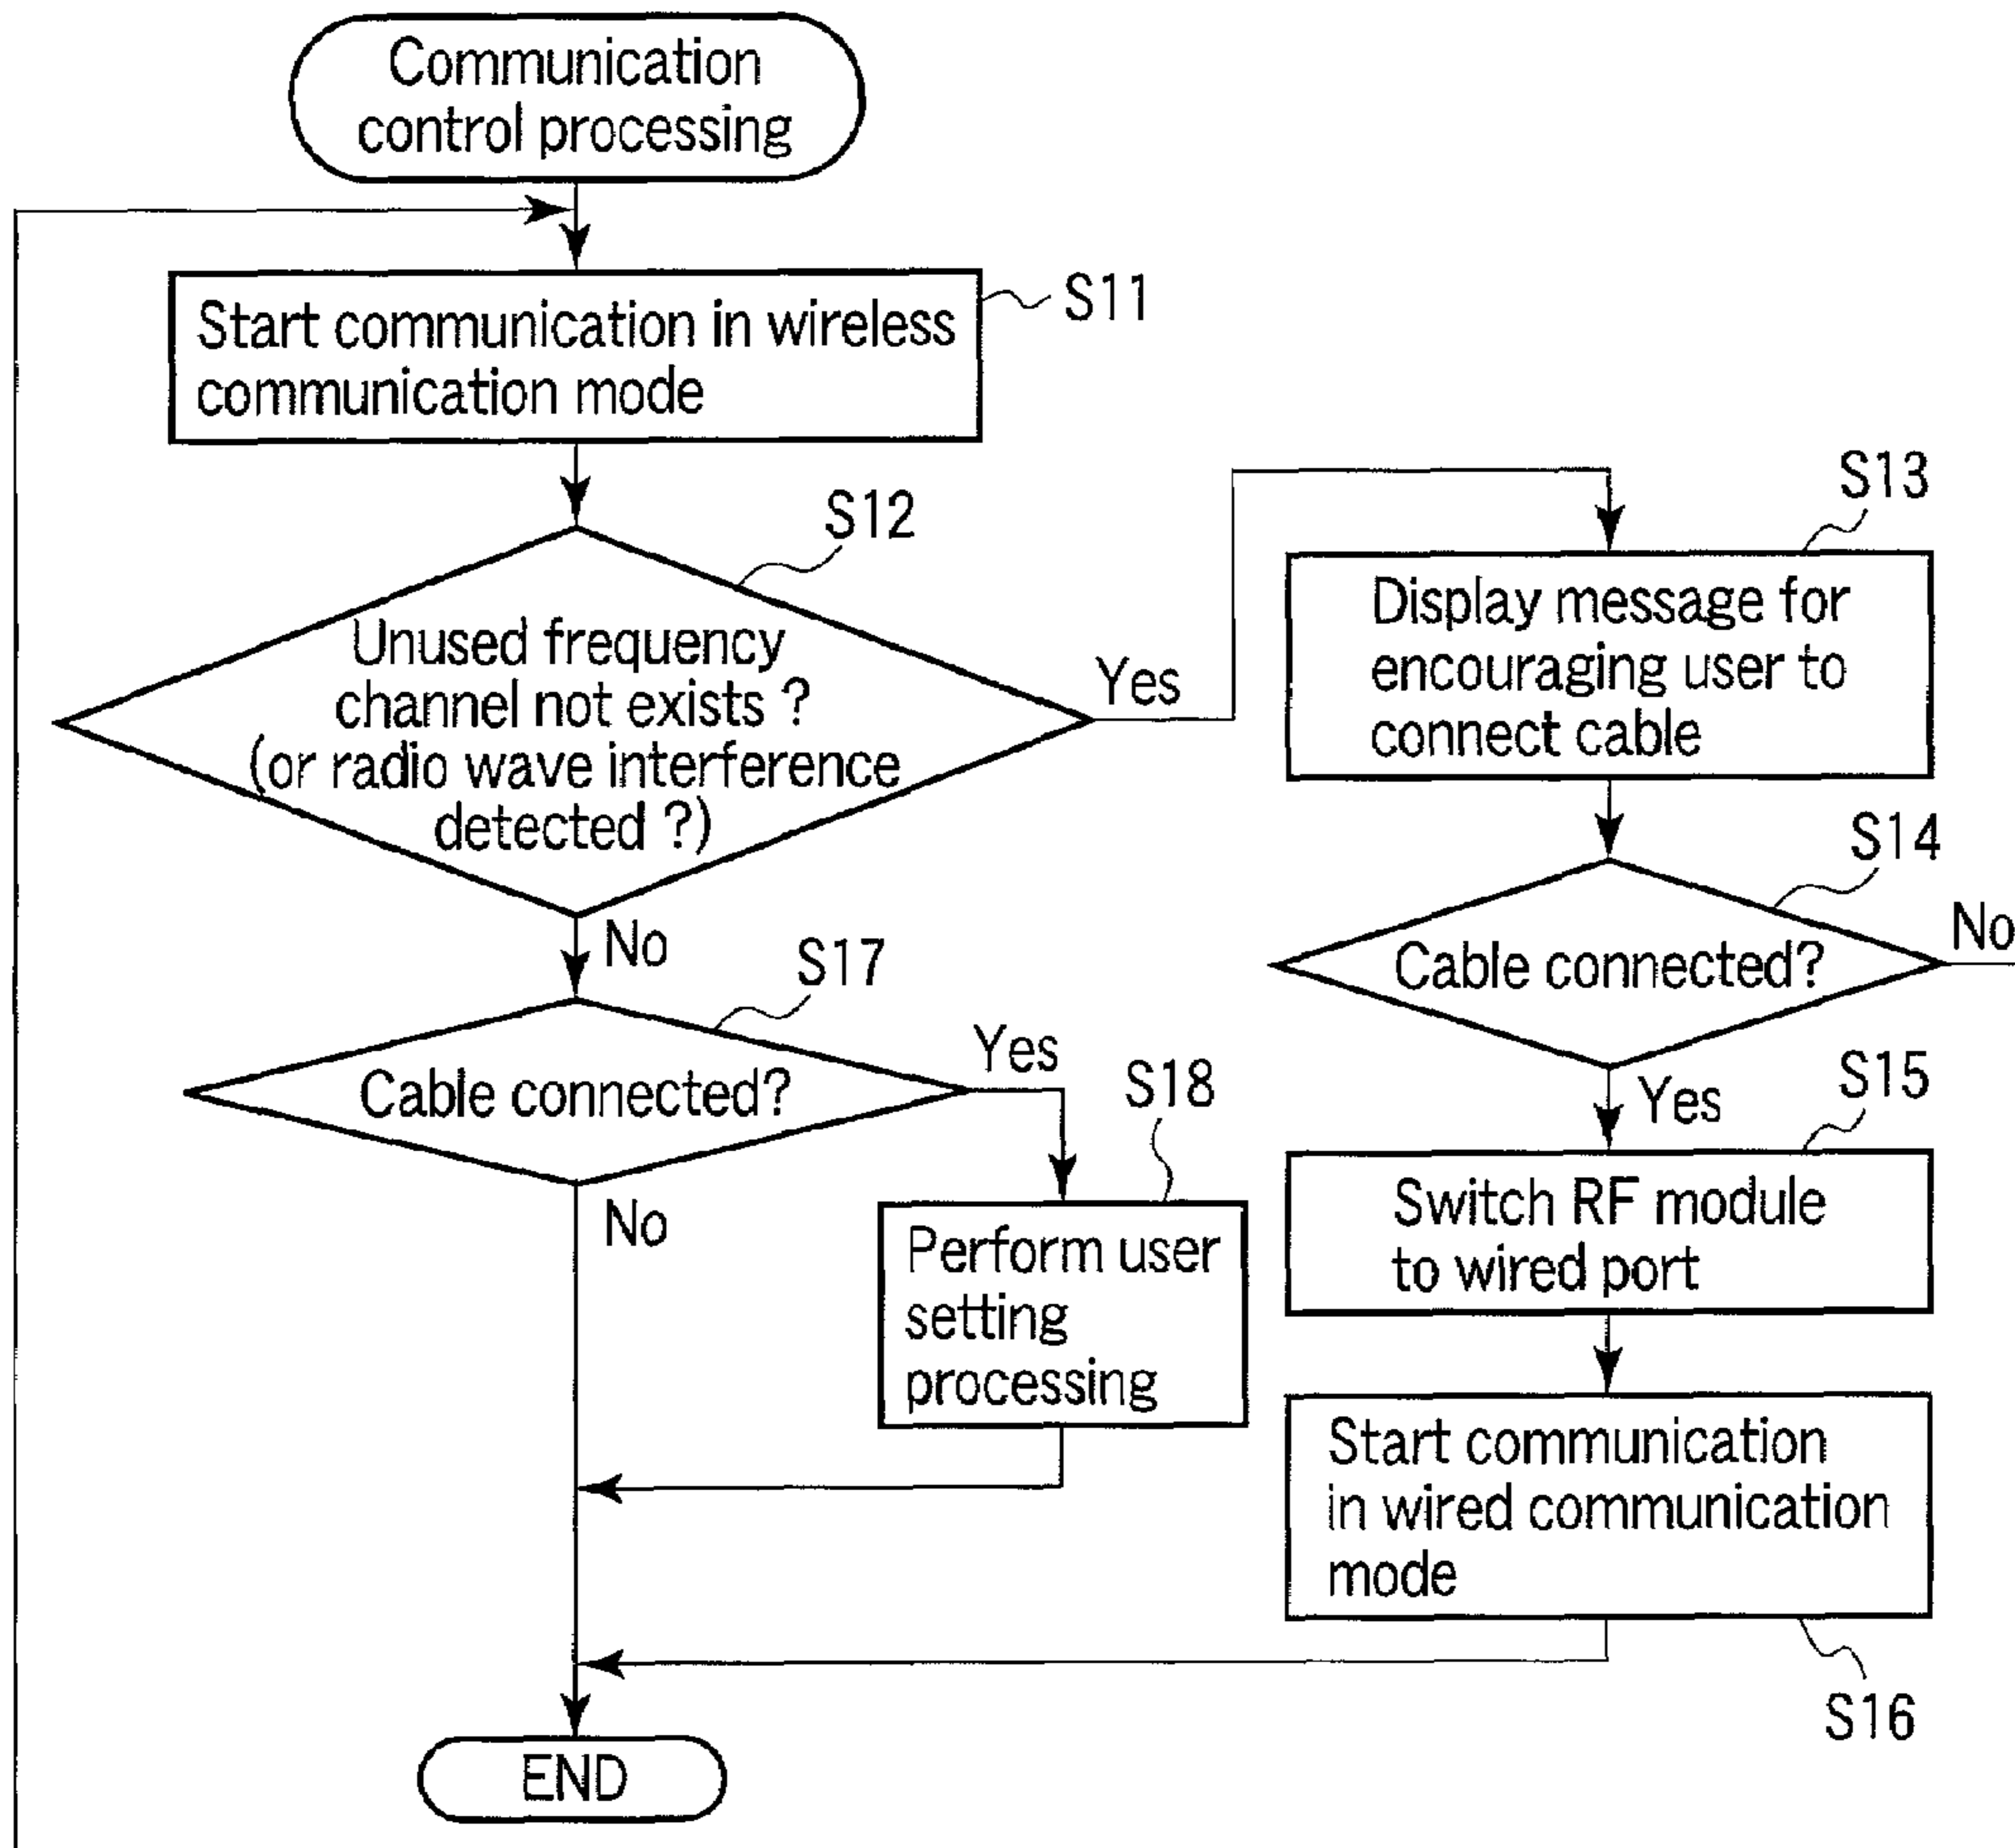 Communication
control processing
S11
Start communication in wireless
communication mode
S12
Unused frequency
channel not exists ?
(or radio wave interference
detected ?)
Yes
No
S13
Display message for
encouraging user to
connect cable
S14
Cable connected?
No
Yes
S15
Switch RF module
to wired port
Start communication
in wired communication
mode
S16
S17
Cable connected?
Yes
No
S18
Perform user
setting
processing
END